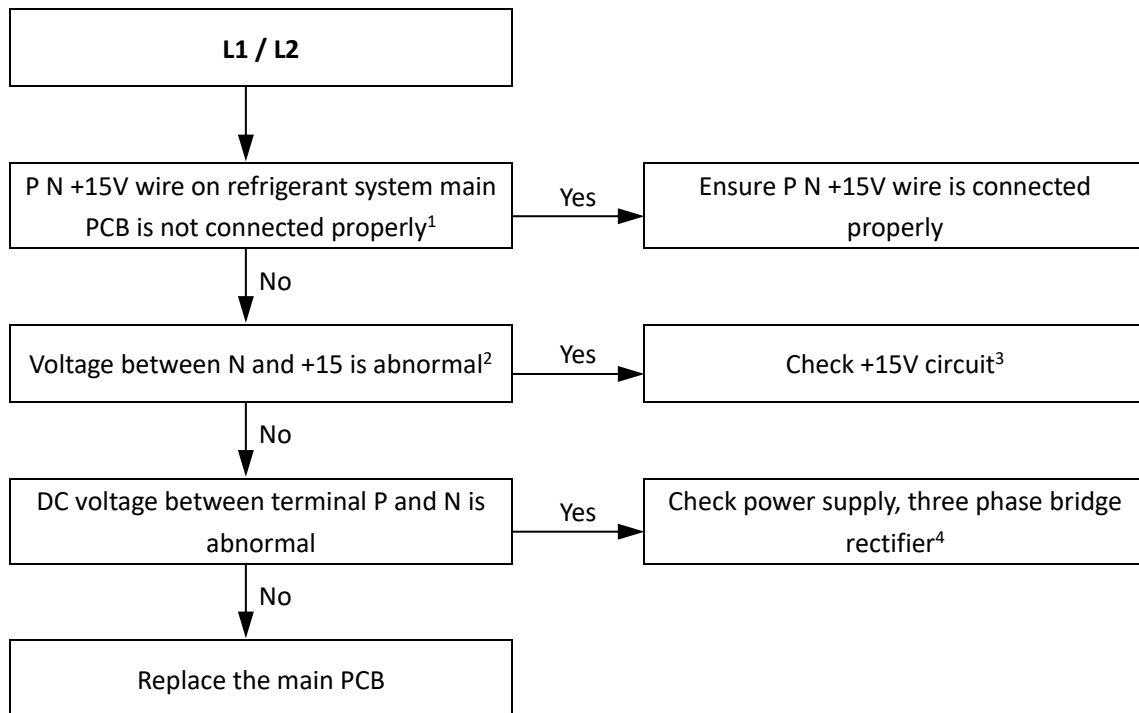 L1 / L2
P N +15V wire on refrigerant system main
PCB is not connected properly¹
Yes
Ensure P N +15V wire is connected
properly
No
Voltage between N and +15 is abnormal²
Yes
Check +15V circuit³
No
DC voltage between terminal P and N is
abnormal
Yes
Check power supply, three phase bridge
rectifier⁴
No
Replace the main PCB